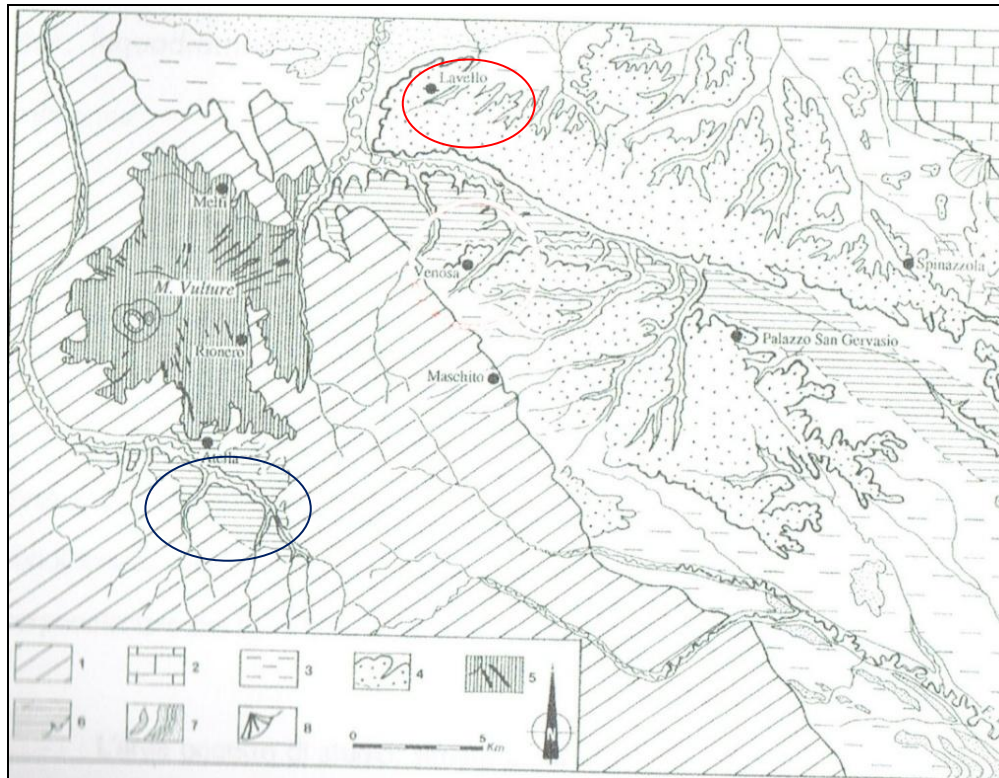 Lavello
Melfi
M. Vulture
Venosa
Spinazzola
Rionero
Palazzo San Gervasio
Maschito
Atella
1
2
3
4
5
6
7
8
N
0 5 Km